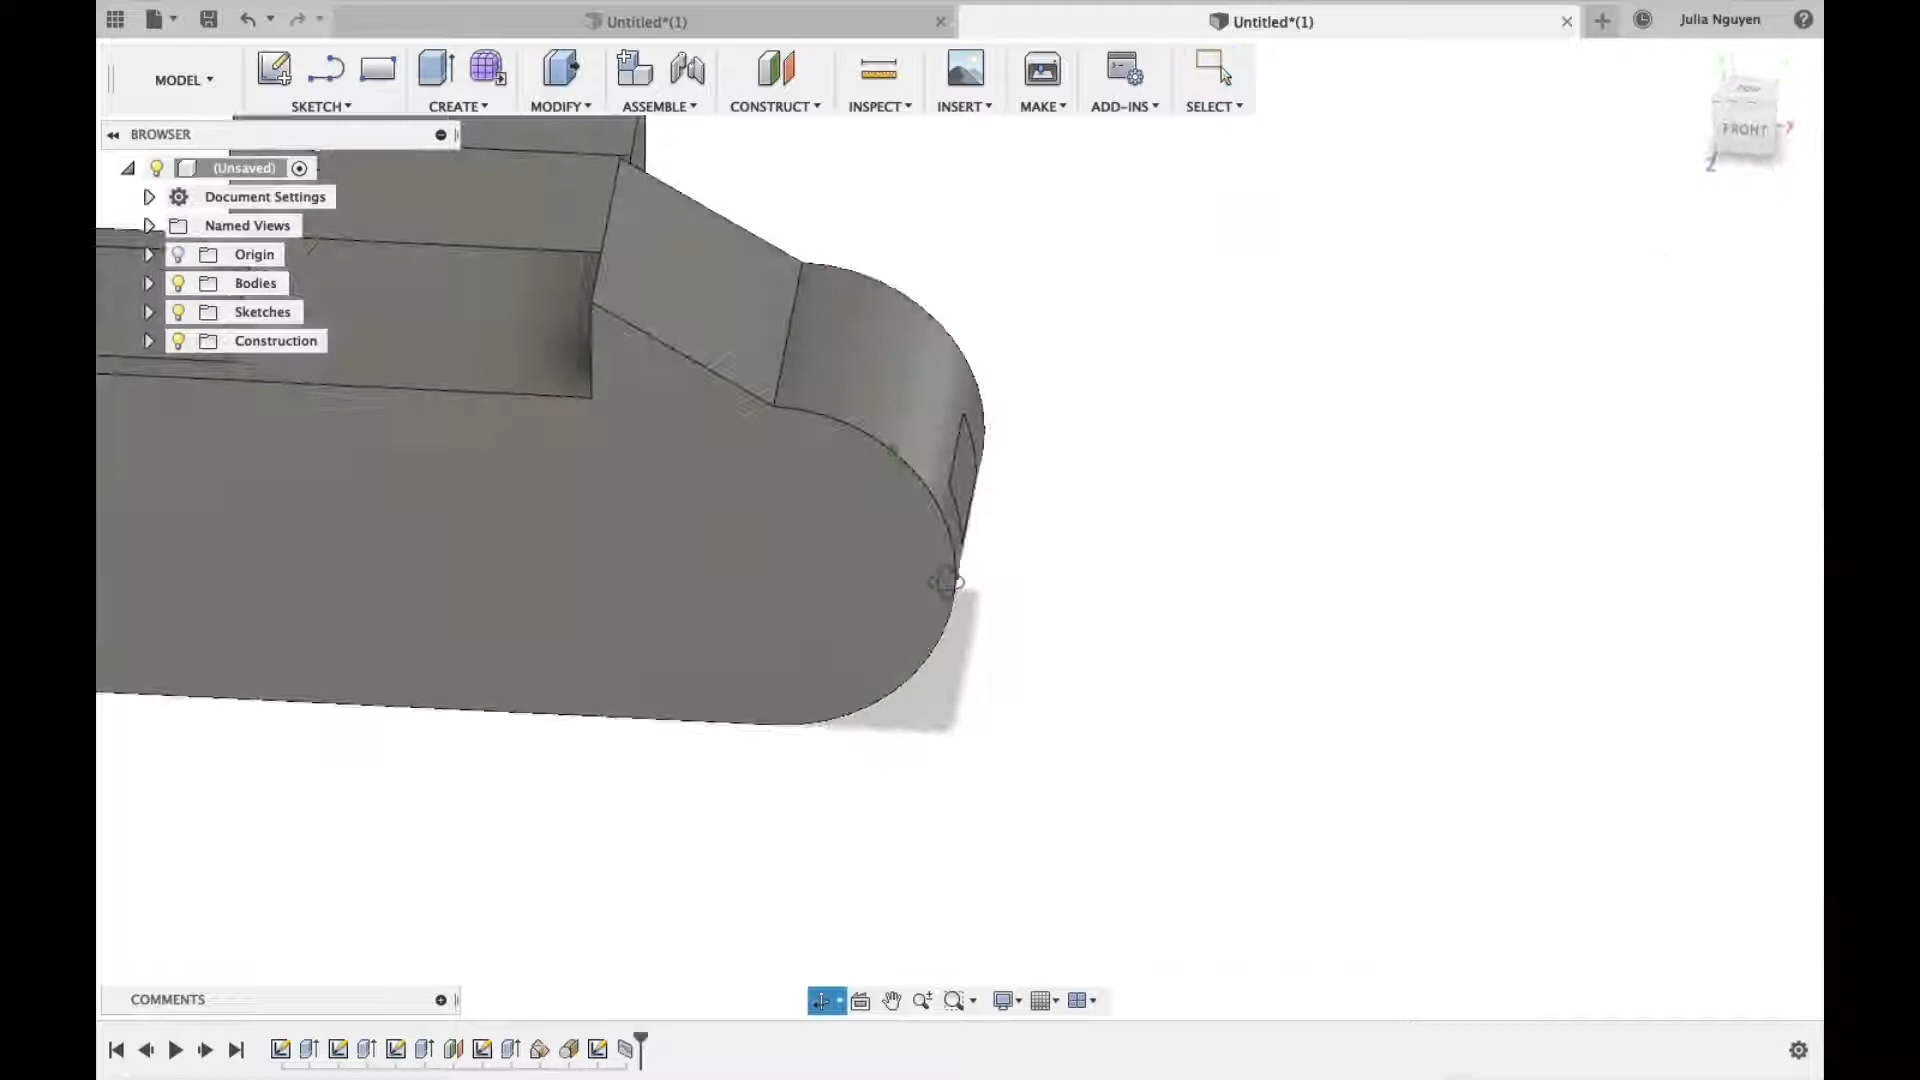 Untitled*(1)
Untitled*(1)
Julia Nguyen
MODEL
SKETCH
CREATE
MODIFY
ASSEMBLE
CONSTRUCT
INSPECT
INSERT
MAKE
ADD-INS
SELECT
BROWSER
(Unsaved)
Document Settings
Named Views
Origin
Bodies
Sketches
Construction
FRONT
Z
COMMENTS